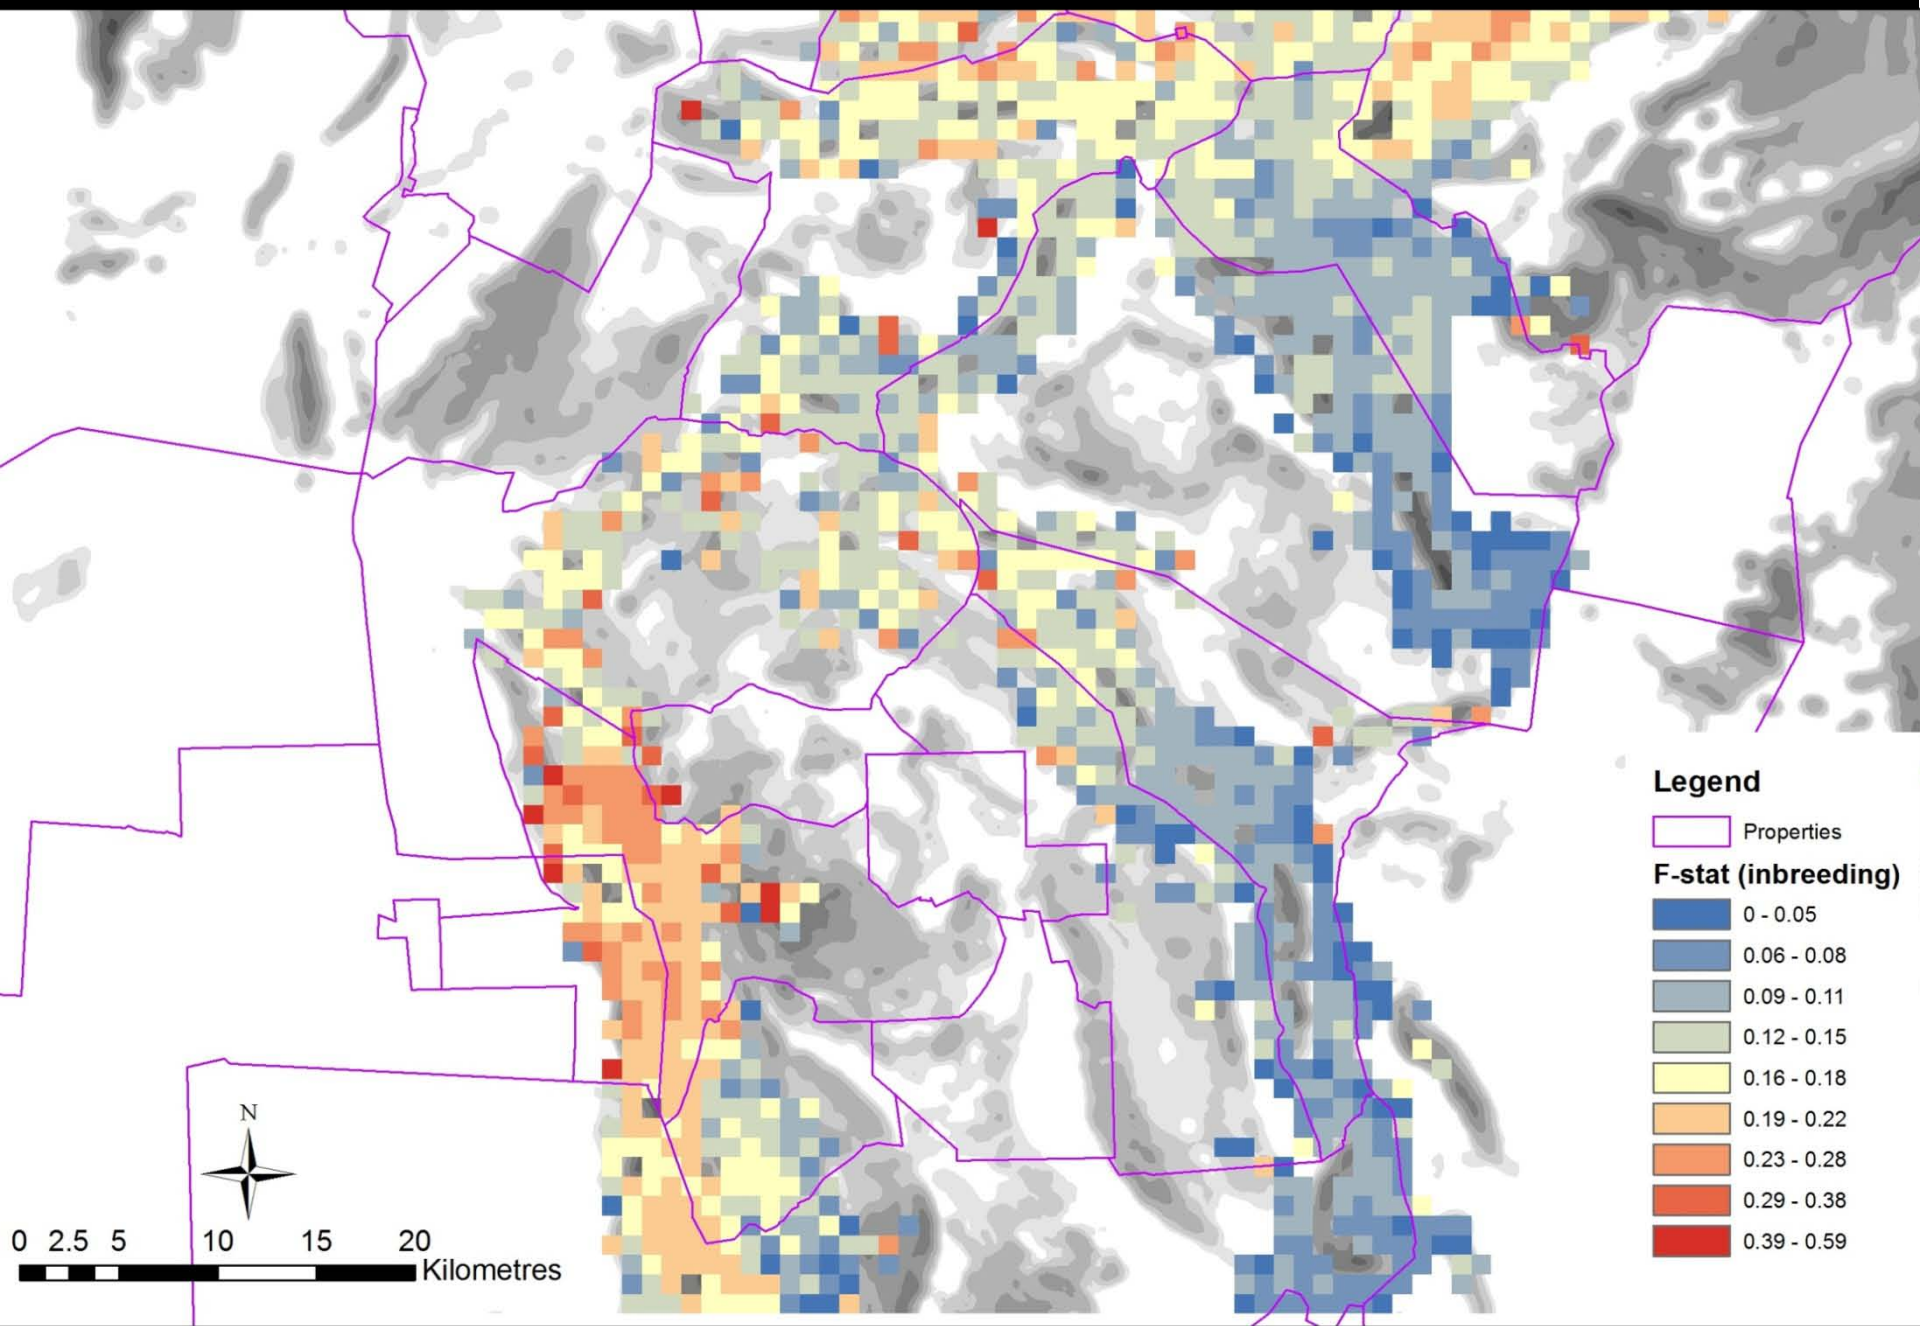 Legend
Properties
F-stat (inbreeding)
0 - 0.05
0.06 - 0.08
0.09 - 0.11
0.12 - 0.15
0.16 - 0.18
0.19 - 0.22
0.23 - 0.28
0.29 - 0.38
0.39 - 0.59
N
0 2.5 5 10 15 20
Kilometres